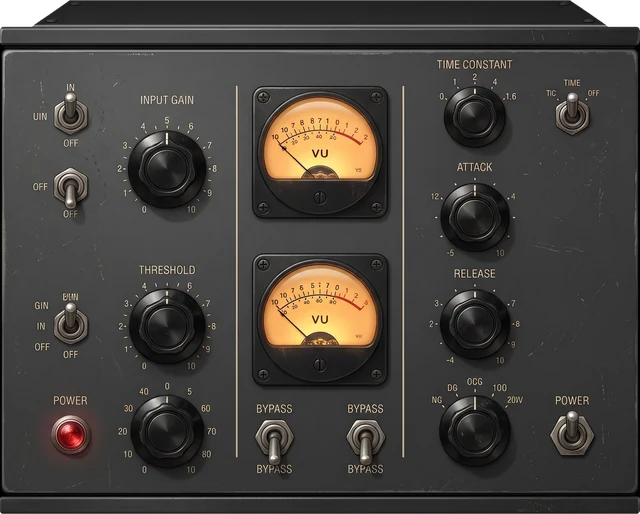 IN
UIN
OFF
OFF
OFF
INPUT GAIN
0 1 2 3 4 5 6 7 8 9 10
VU
TIME CONSTANT
0. 1 2 4 1.6
TIME
TIC OFF
ATTACK
12 4
-5 10
THRESHOLD
0 1 2 3 4 6 7 8 9 10
VU
RELEASE
3 7
2 8
-4 10
GIN
IN
OFF
OFF
POWER
40 0 5
30 60
20 70
10 80
0 10
BYPASS BYPASS
BYPASS BYPASS
NG DG OCG 100 20W
POWER